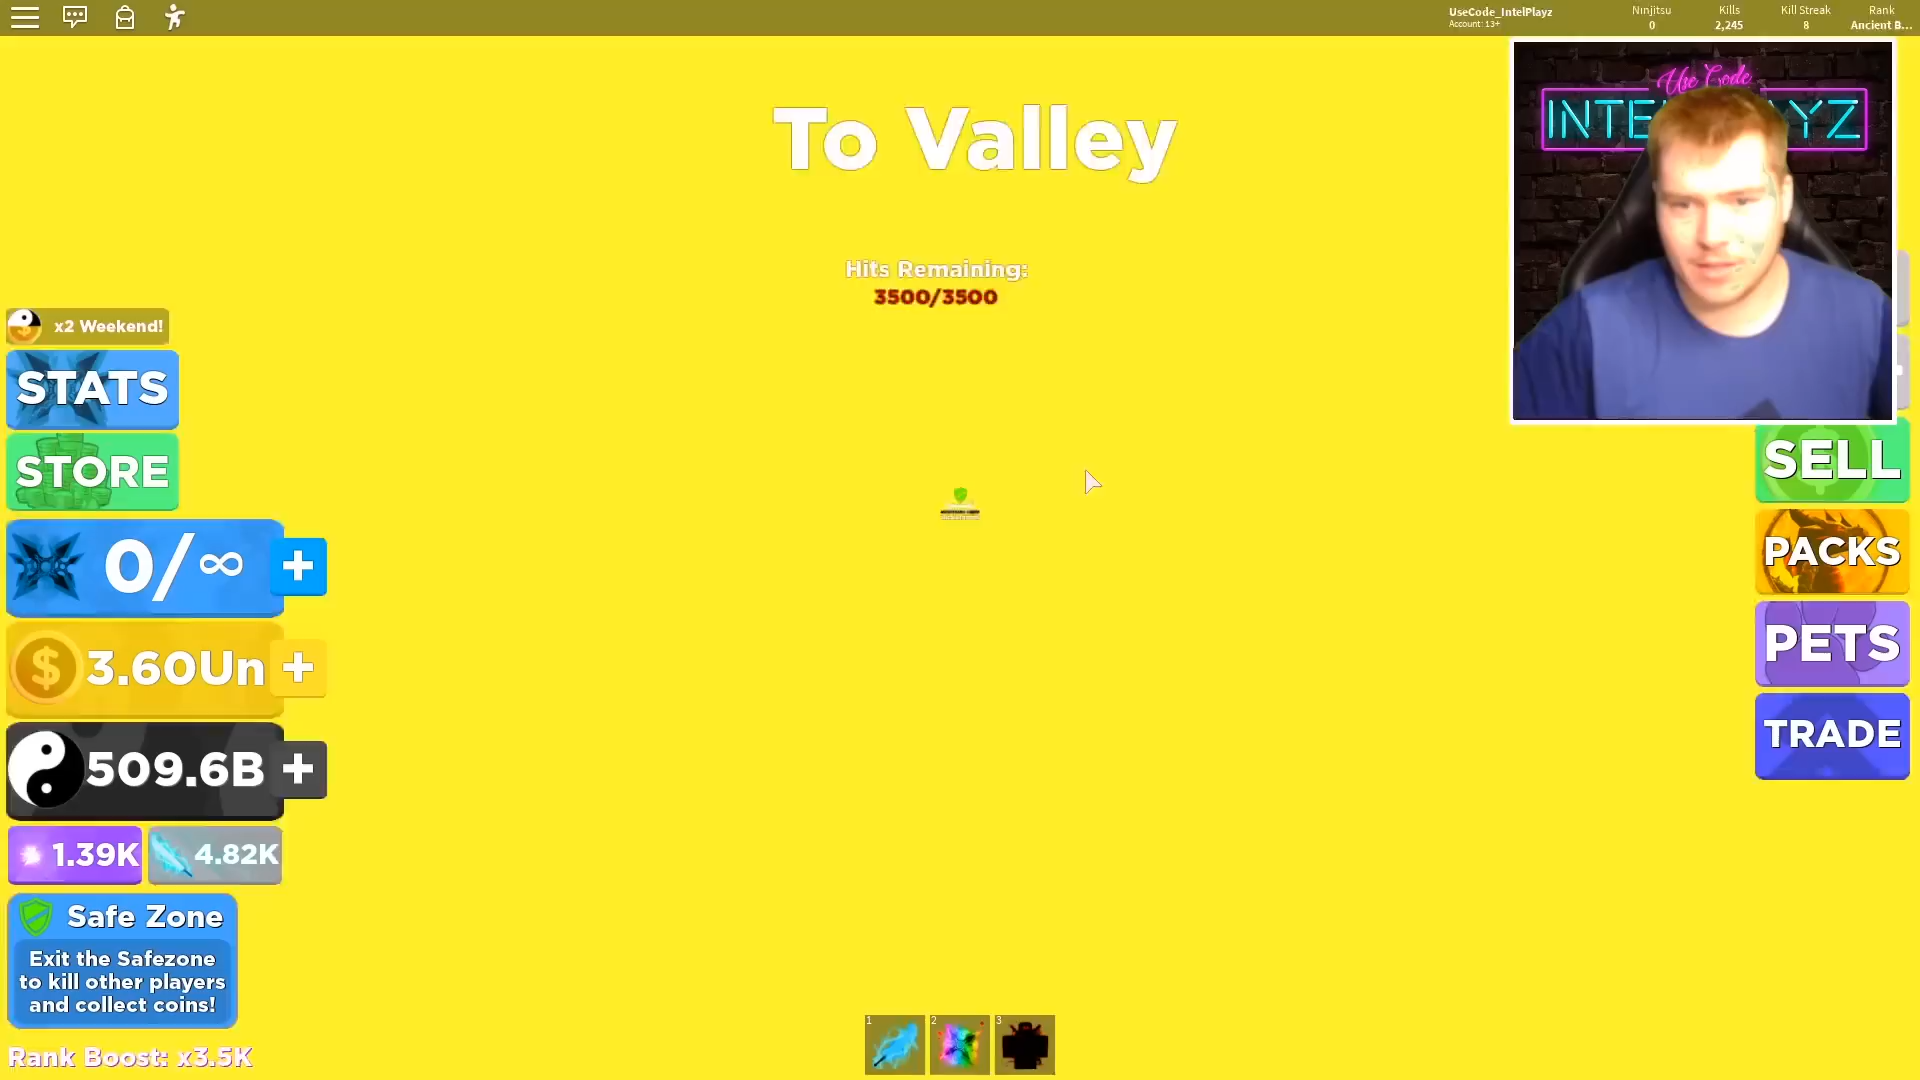 UseCode_IntelPlayz
Account: 13+
Ninjitsu
0
Kills
2,245
Kill Streak
8
Rank
Ancient B...
Use Code
To Valley
Hits Remaining:
3500/3500
x2 Weekend!
STATS
STORE
0/∞
+
3.60Un
+
509.6B
+
1.39K
4.82K
Safe Zone
Exit the Safezone
to kill other players
and collect coins!
Rank Boost: x3.5K
SELL
PACKS
PETS
TRADE
1
2
3